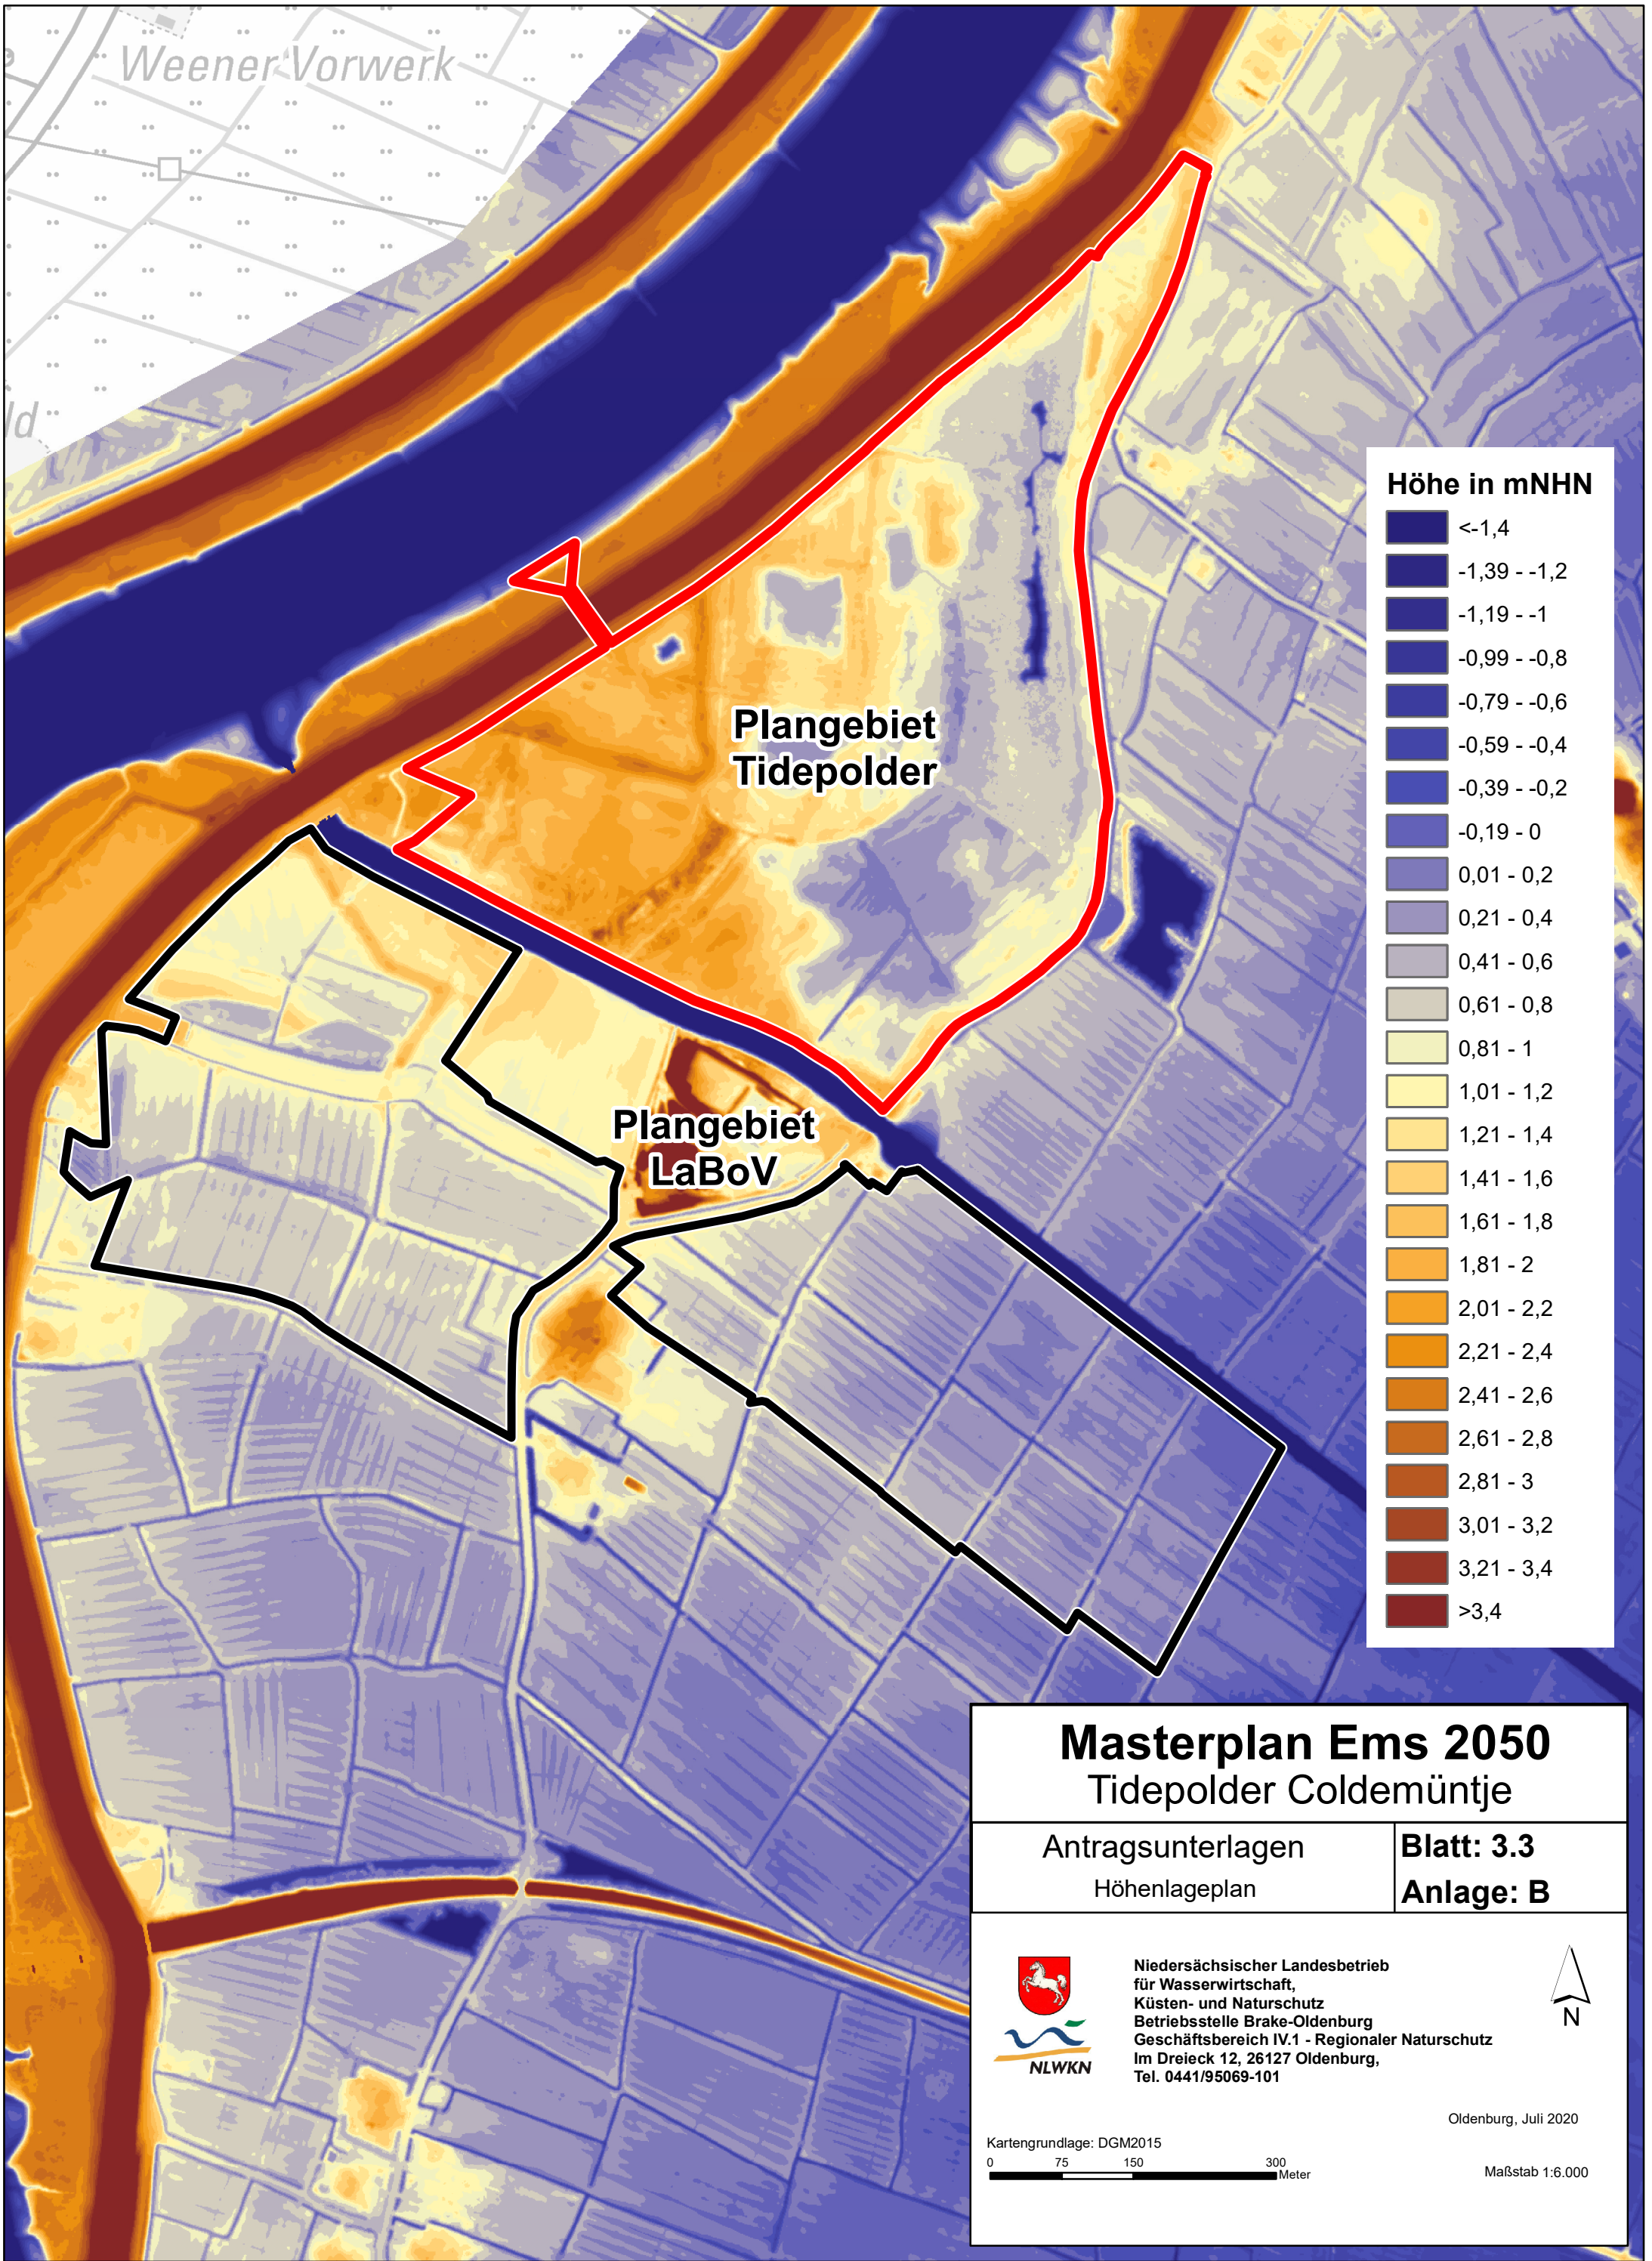 Weener Vorwerk
ld
Plangebiet
Tidepolder
Plangebiet
LaBoV
Höhe in mNHN
<-1,4
-1,39 - -1,2
-1,19 - -1
-0,99 - -0,8
-0,79 - -0,6
-0,59 - -0,4
-0,39 - -0,2
-0,19 - 0
0,01 - 0,2
0,21 - 0,4
0,41 - 0,6
0,61 - 0,8
0,81 - 1
1,01 - 1,2
1,21 - 1,4
1,41 - 1,6
1,61 - 1,8
1,81 - 2
2,01 - 2,2
2,21 - 2,4
2,41 - 2,6
2,61 - 2,8
2,81 - 3
3,01 - 3,2
3,21 - 3,4
>3,4
Masterplan Ems 2050
Tidepolder Coldemüntje
Antragsunterlagen
Höhenlageplan
Blatt: 3.3
Anlage: B
NLWKN
Niedersächsischer Landesbetrieb
für Wasserwirtschaft,
Küsten- und Naturschutz
Betriebsstelle Brake-Oldenburg
Geschäftsbereich IV.1 - Regionaler Naturschutz
Im Dreieck 12, 26127 Oldenburg,
Tel. 0441/95069-101
N
Oldenburg, Juli 2020
Kartengrundlage: DGM2015
0 75 150 300
Meter
Maßstab 1:6.000